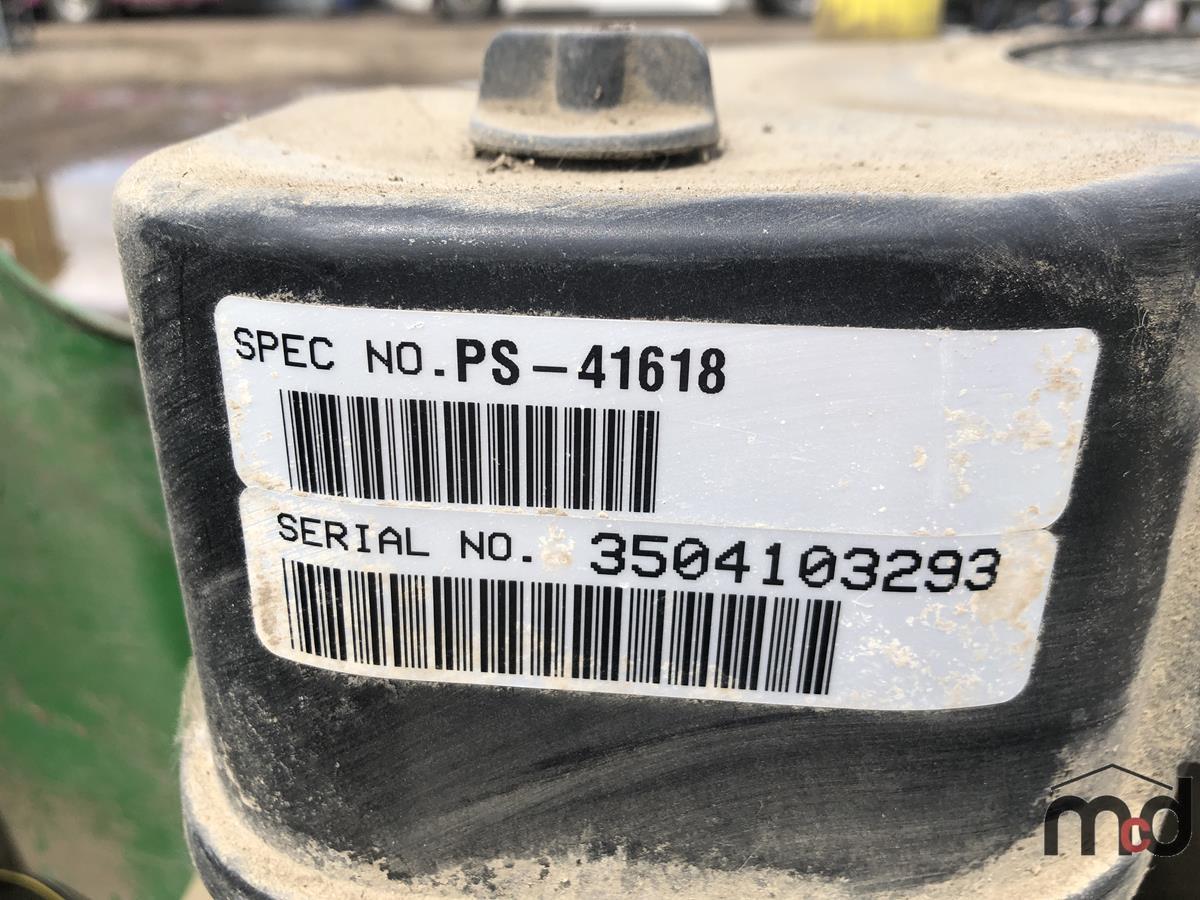 SPEC NO. PS-41618
SERIAL NO. 3504103293
mcd